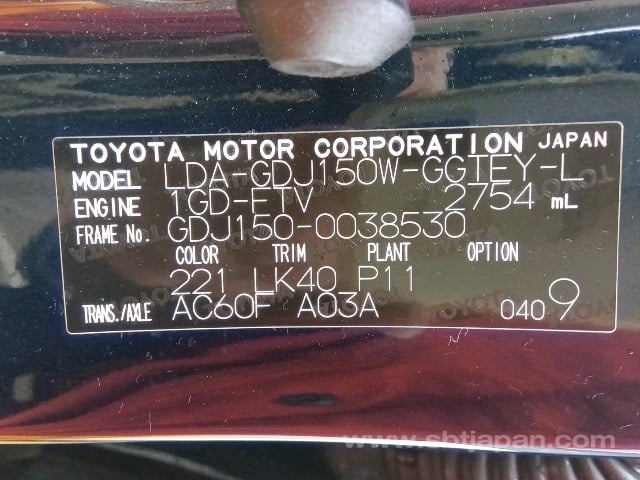 TOYOTA MOTOR CORPORATION JAPAN
MODEL LDA-GDJ150W-GGTEY-L
ENGINE 1GD-FTV 2754 mL
FRAME No. GDJ150-0038530
COLOR TRIM PLANT OPTION
221 LK40 P11
TRANS./AXLE AC60F A03A 040 9
www.sbtjapan.com